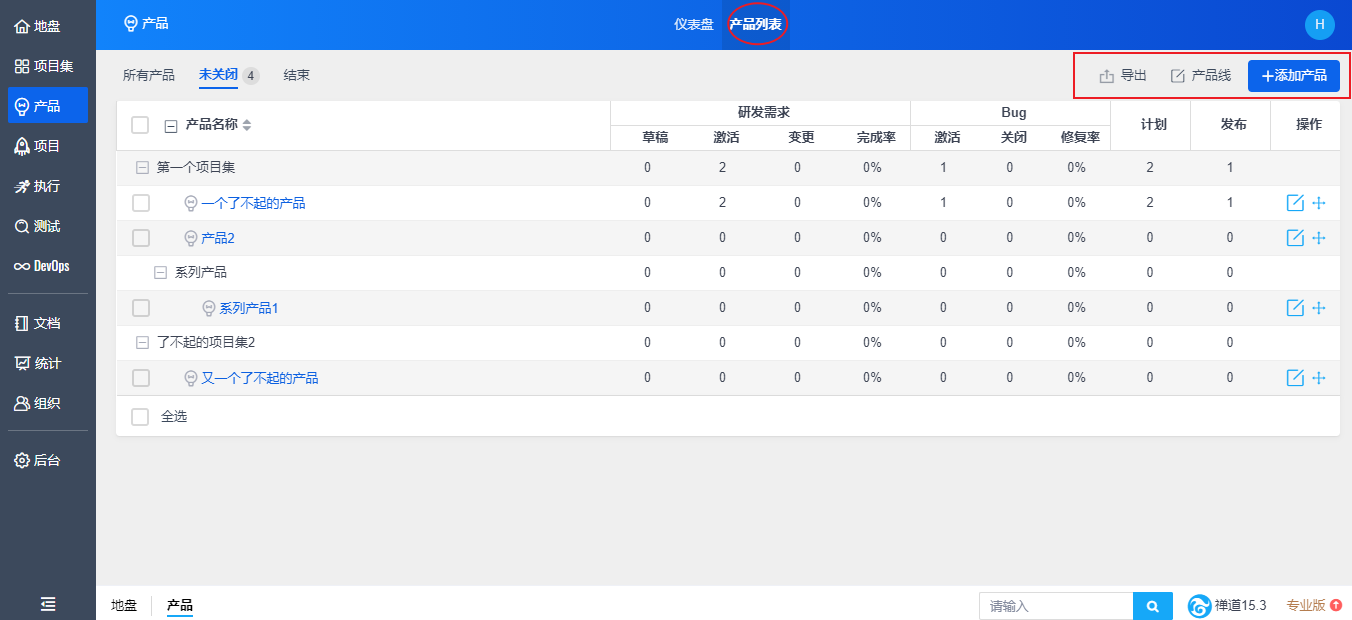 地盘
项目集
产品
项目
执行
测试
DevOps
文档
统计
组织
后台
产品
仪表盘 产品列表
H
所有产品 未关闭 4 结束
导出 产品线 +添加产品
产品名称 研发需求 Bug 计划 发布 操作
草稿 激活 变更 完成率 激活 关闭 修复率
第一个项目集 0 2 0 0% 1 0 0% 2 1
一个了不起的产品 0 2 0 0% 1 0 0% 2 1
产品2 0 0 0 0% 0 0 0% 0 0
系列产品 0 0 0 0% 0 0 0% 0 0
系列产品1 0 0 0 0% 0 0 0% 0 0
了不起的项目集2 0 0 0 0% 0 0 0% 0 0
又一个了不起的产品 0 0 0 0% 0 0 0% 0 0
全选
地盘 产品
请输入
禅道15.3 专业版